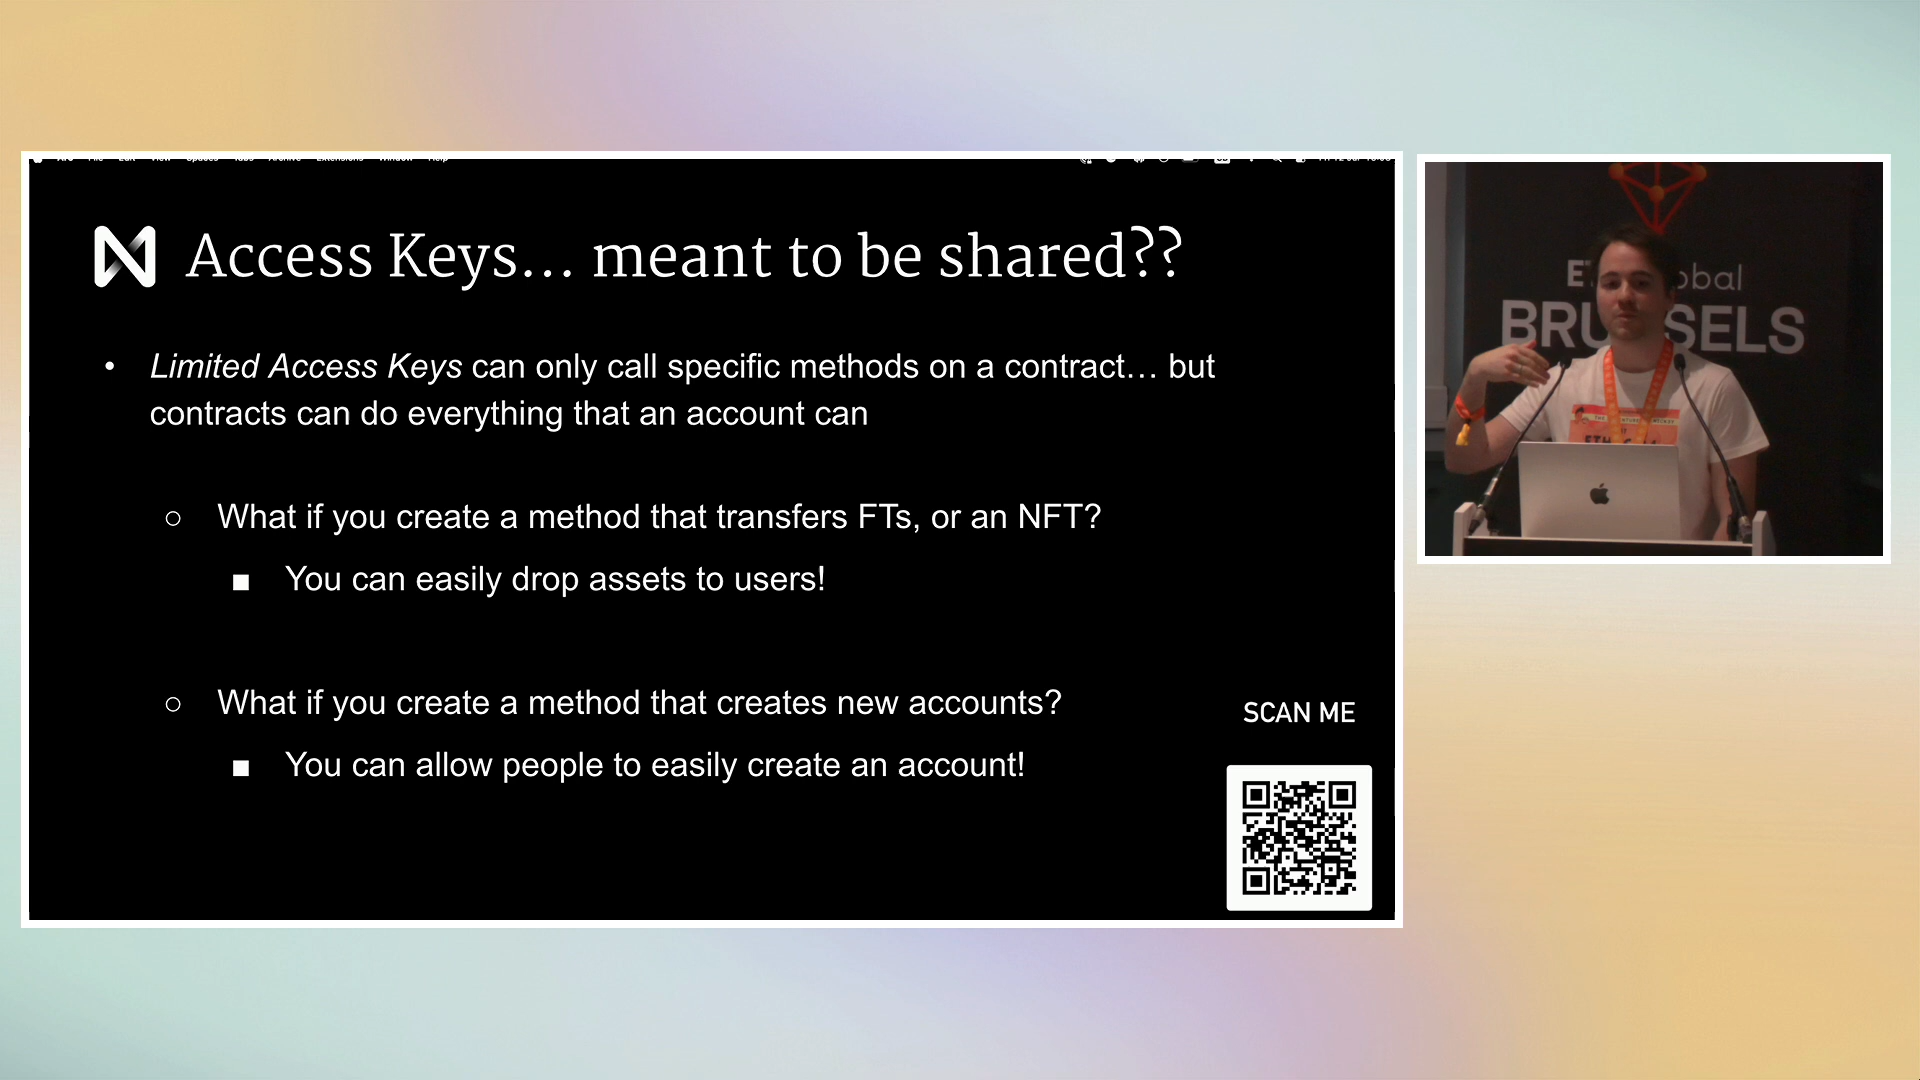 Access Keys... meant to be shared??
• Limited Access Keys can only call specific methods on a contract... but
contracts can do everything that an account can
○ What if you create a method that transfers FTs, or an NFT?
■ You can easily drop assets to users!
○ What if you create a method that creates new accounts?
■ You can allow people to easily create an account!
SCAN ME
BRU SELS